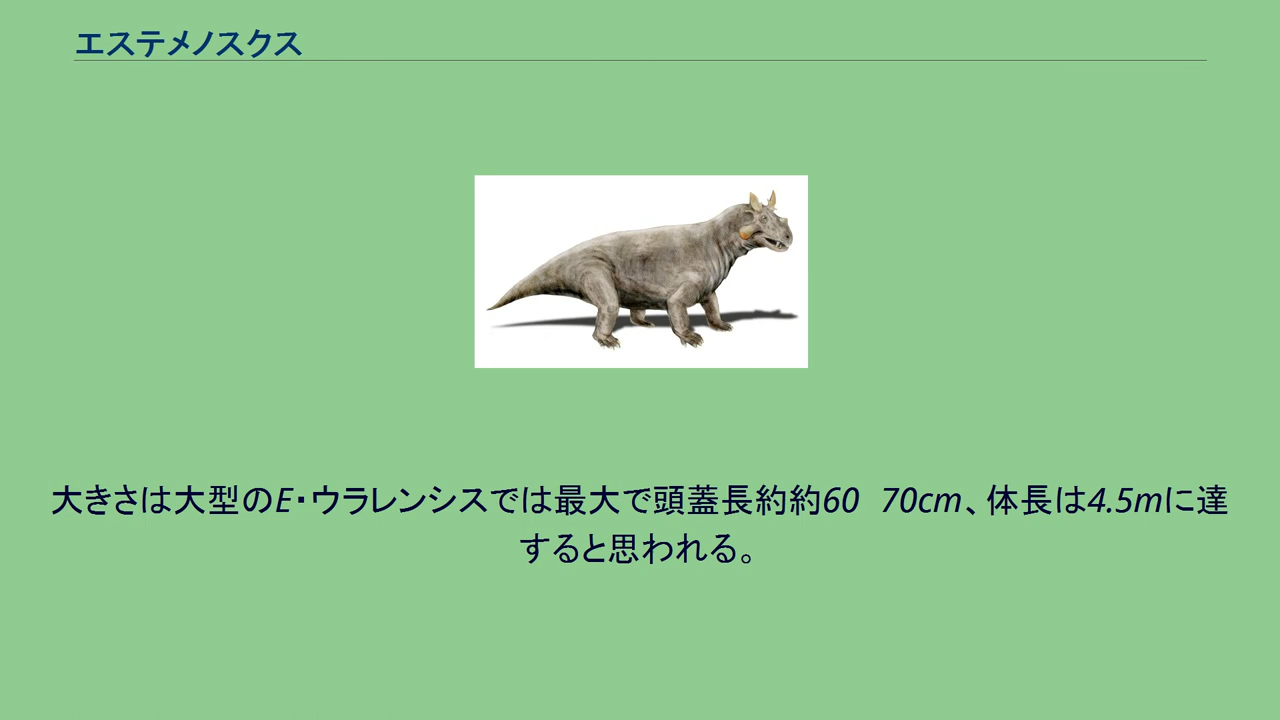 エステメノスクス
大きさは大型のE・ウラレンシスでは最大で頭蓋長約約60 70cm、体長は4.5mに達
すると思われる。